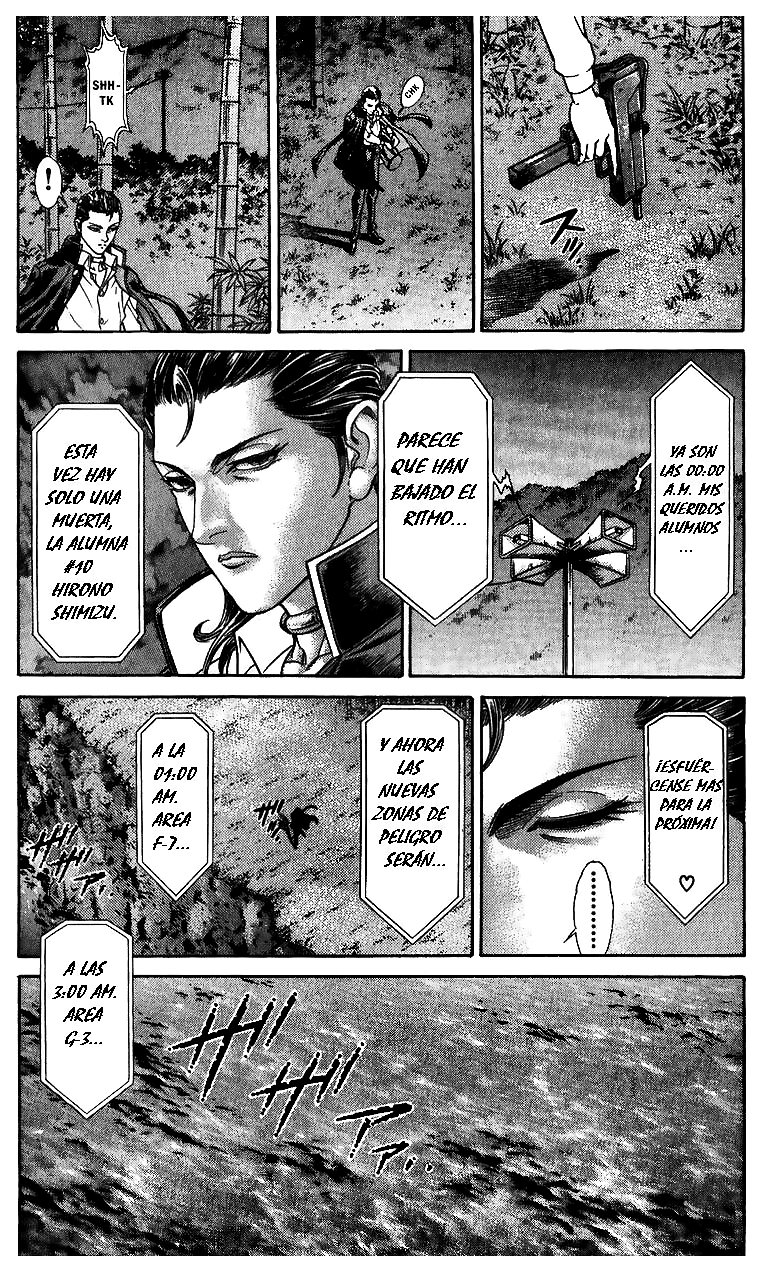 CHK
SHH-
TK
!
YA SON
LAS 00:00
A.M. MIS
QUERIDOS
ALUMNOS
...
PARECE
QUE HAN
BAJADO EL
RITMO...
ESTA
VEZ HAY
SOLO UNA
MUERTA,
LA ALUMNA
#10
HIRONO
SHIMIZU.
¡ESFUÉR-
CENSE MAS
PARA LA
PRÓXIMA!
♡
........
Y AHORA
LAS
NUEVAS
ZONAS DE
PELIGRO
SERÁN...
A LA
01:00
AM.
AREA
F-7...
A LAS
3:00 AM.
AREA
G-3...